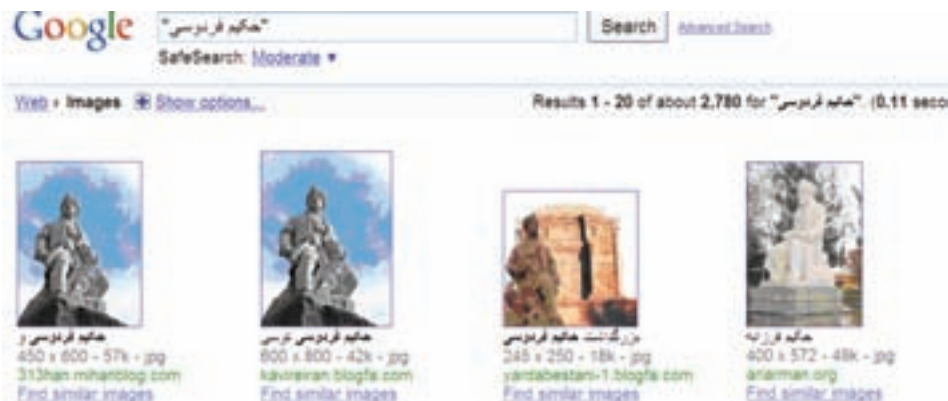 Google "حکیم فردوسی" Search Advanced Search
SafeSearch: Moderate ▼
Web › Images Show options... Results 1 - 20 of about 2,780 for "حکیم فردوسی". (0.11 seco
حکیم فردوسی و
450 x 600 - 57k - jpg
313han.mihanblog.com
Find similar images
حکیم فردوسی توسی
600 x 800 - 42k - jpg
kavireiran.blogfa.com
Find similar images
بزرگداشت حکیم فردوسی
245 x 250 - 18k - jpg
yardabestani-1.blogfa.com
Find similar images
حکیم فرزانه
400 x 572 - 48k - jpg
ariarman.org
Find similar images